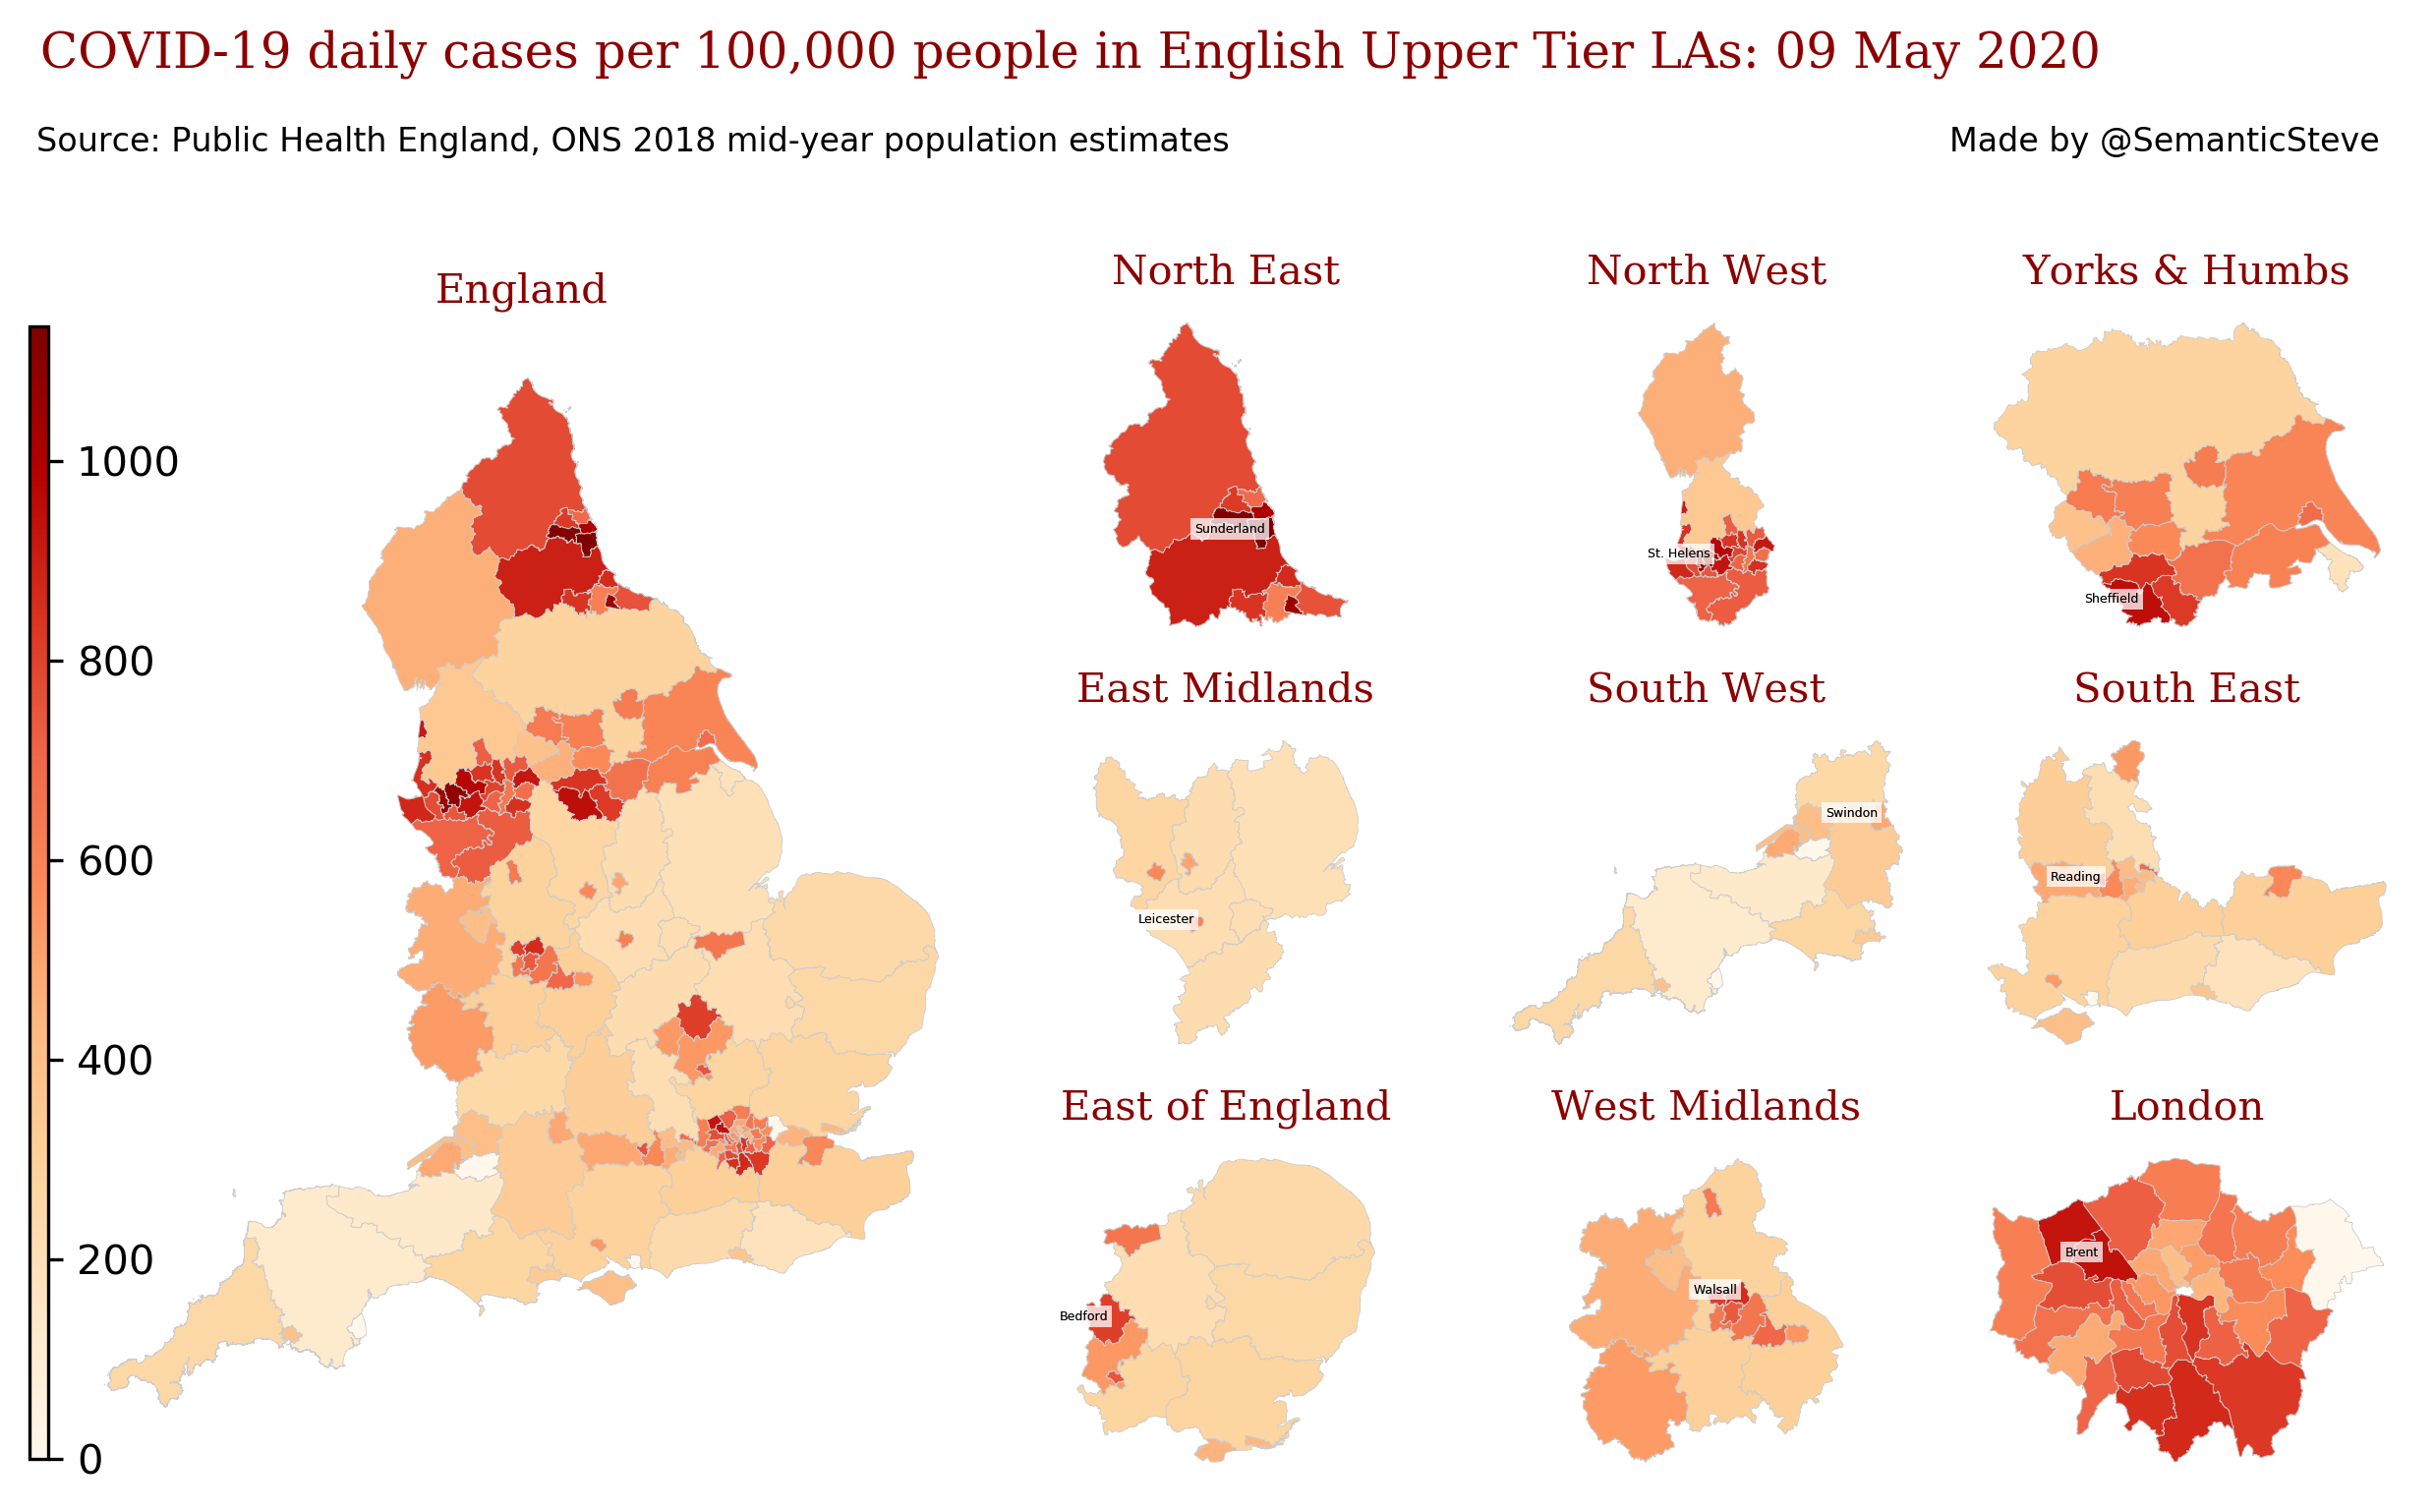 COVID-19 daily cases per 100,000 people in English Upper Tier LAs: 09 May 2020
Source: Public Health England, ONS 2018 mid-year population estimates
Made by @SemanticSteve
England
North East
North West
Yorks & Humbs
1000
800
600
400
200
0
Sunderland
St. Helens
Sheffield
East Midlands
South West
South East
Leicester
Swindon
Reading
East of England
West Midlands
London
Bedford
Walsall
Brent